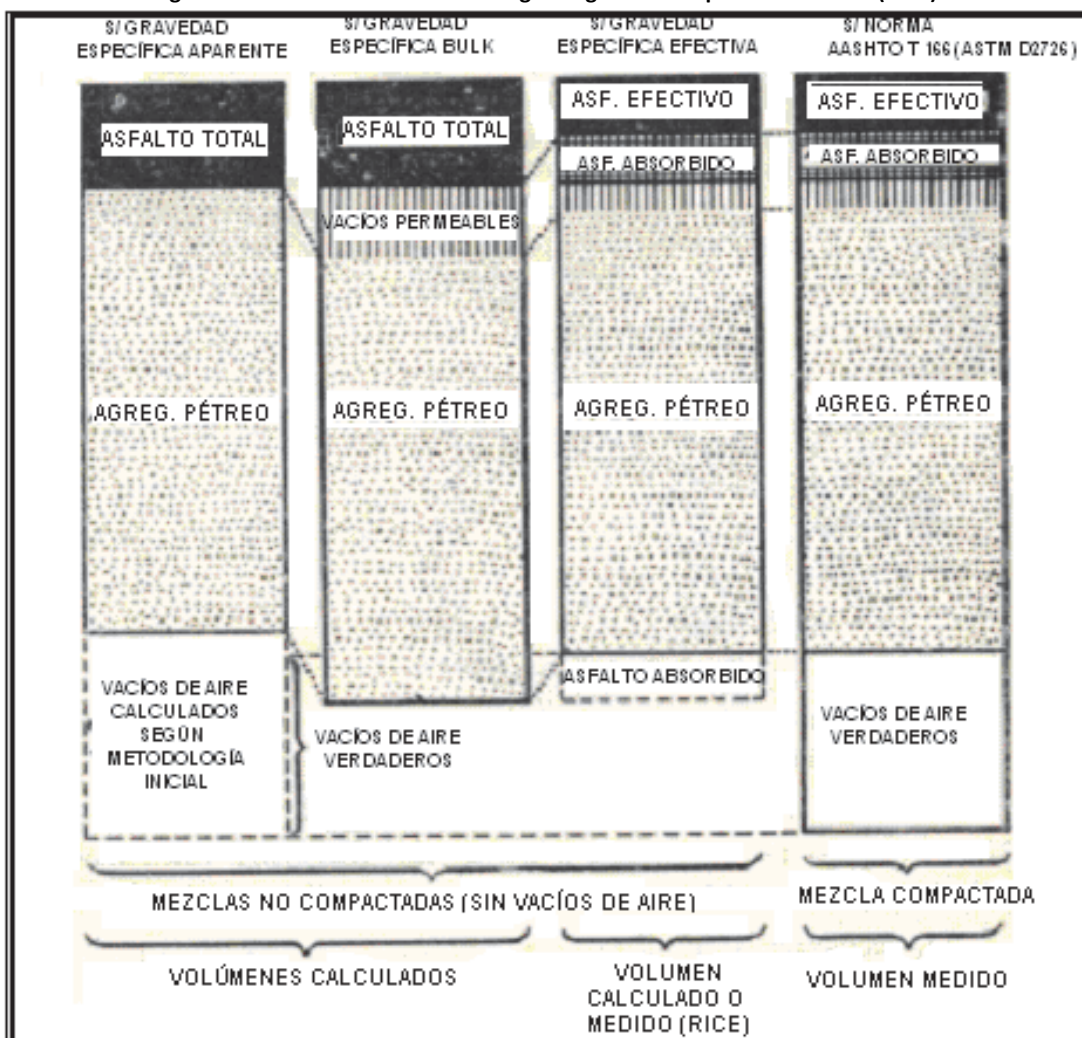 S/GRAVEDAD
ESPECÍFICA APARENTE
S/GRAVEDAD
ESPECÍFICA BULK
S/GRAVEDAD
ESPECÍFICA EFECTIVA
S/ NORMA
AASHTO T 166 (ASTM D2726)
ASFALTO TOTAL
ASFALTO TOTAL
ASF. EFECTIVO
ASF. EFECTIVO
ASF. ABSORBIDO
ASF. ABSORBIDO
VACÍOS PERMEABLES
AGREG. PÉTREO
AGREG. PÉTREO
AGREG. PÉTREO
AGREG. PÉTREO
VACÍOS DE AIRE
CALCULADOS
SEGÚN
METODOLOGÍA
INICIAL
VACÍOS DE AIRE
VERDADEROS
ASFALTO ABSORBIDO
VACÍOS DE AIRE
VERDADEROS
MEZCLAS NO COMPACTADAS (SIN VACÍOS DE AIRE)
MEZCLA COMPACTADA
VOLÚMENES CALCULADOS
VOLUMEN
CALCULADO O
MEDIDO (RICE)
VOLUMEN MEDIDO